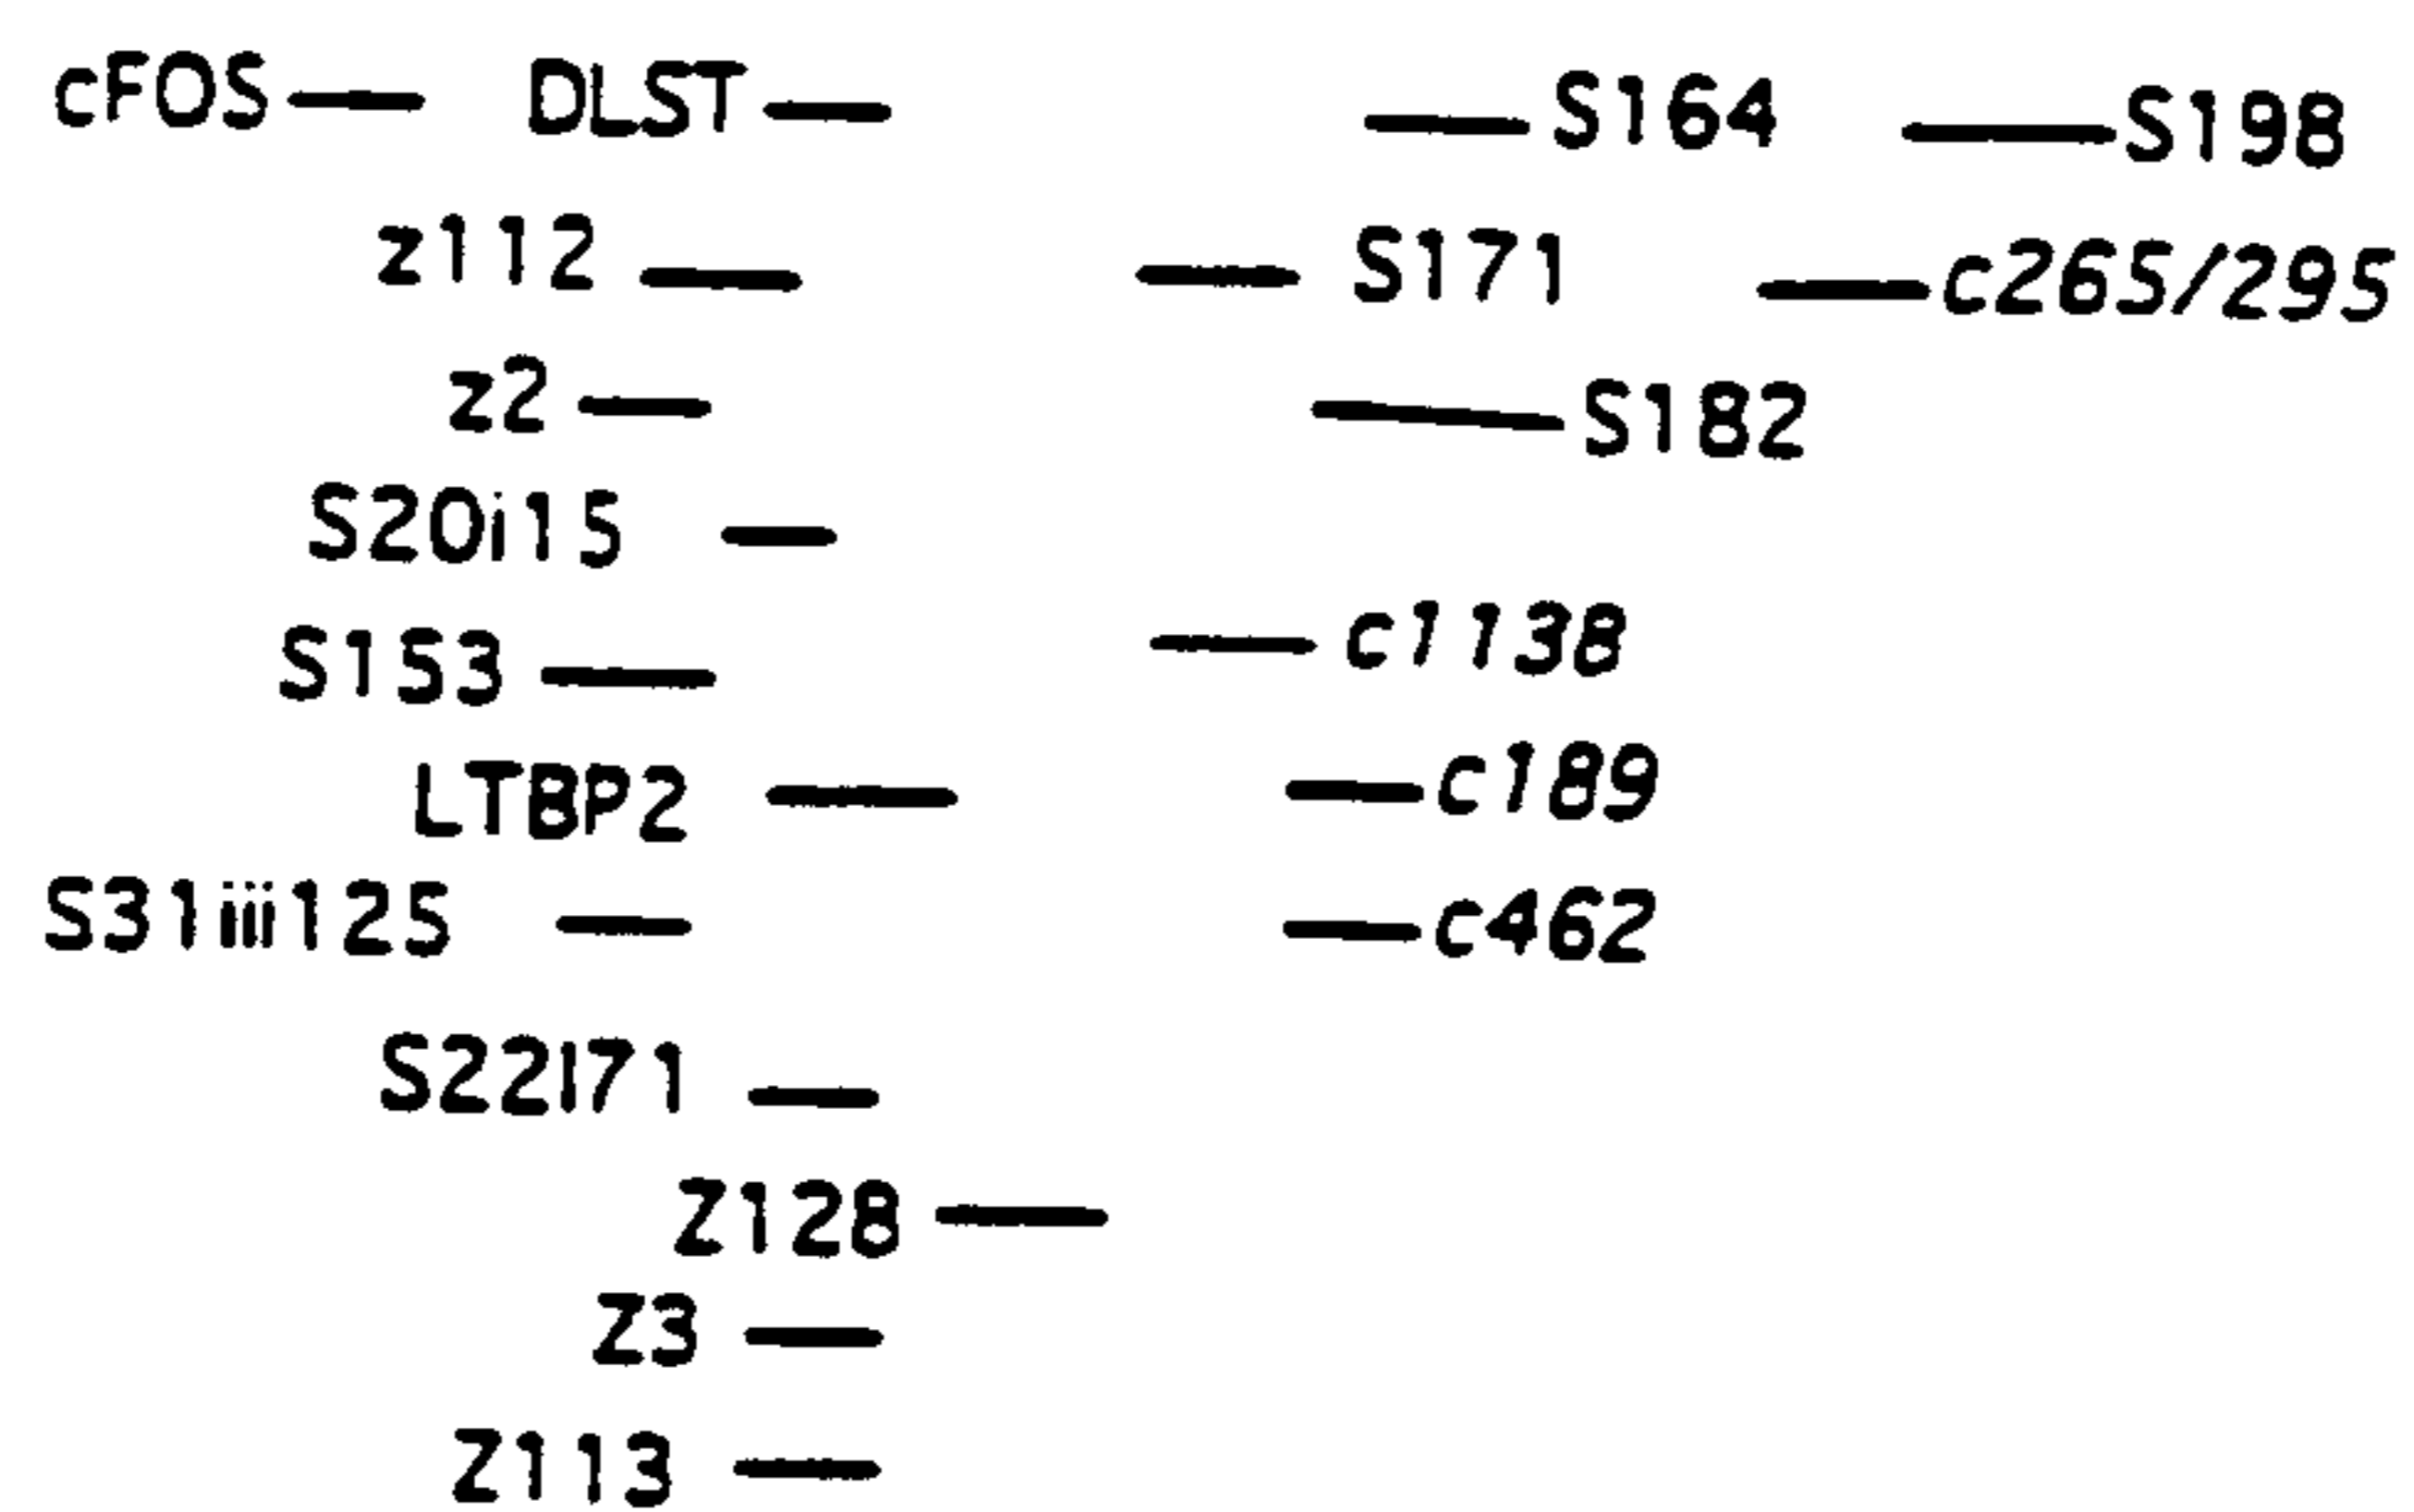 cFOS DLST S164 S198
z112 S171 c265/295
z2 S182
S20i15
S153 c1138
LTBP2 c189
S31iii125 c462
S22I71
Z128
Z3
Z113